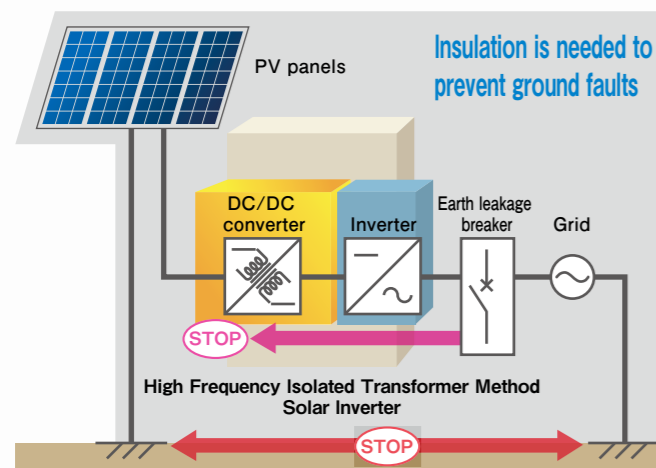 Insulation is needed to
prevent ground faults
PV panels
DC/DC
converter
Inverter
Earth leakage
breaker
Grid
STOP
High Frequency Isolated Transformer Method
Solar Inverter
STOP